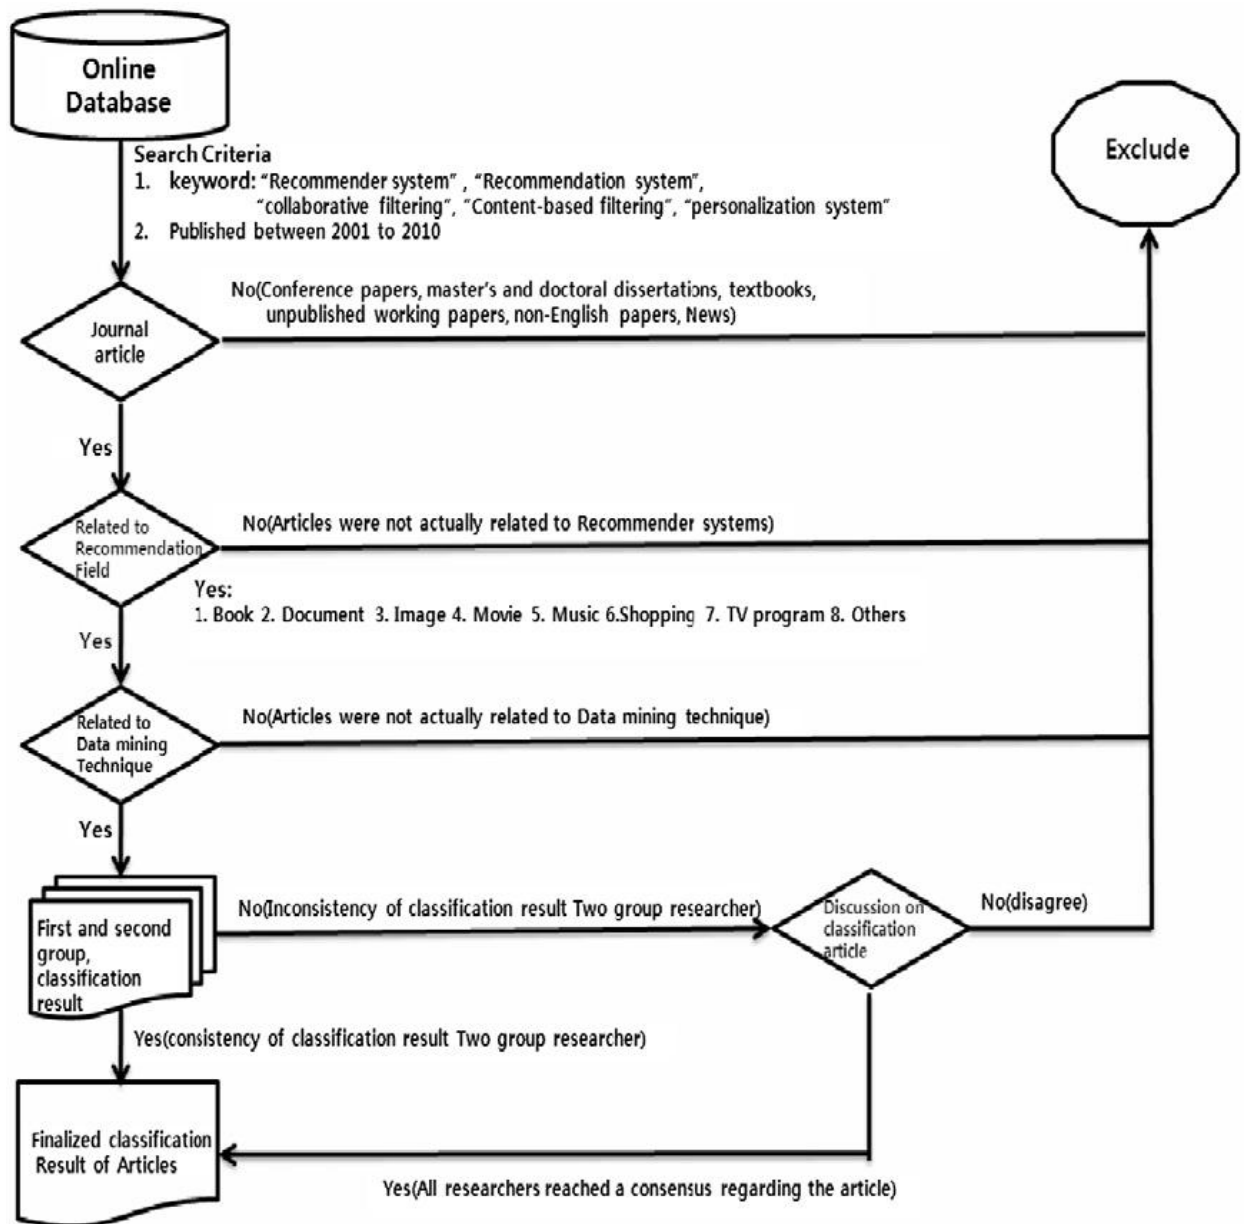 Online
Database
Exclude
Search Criteria
1. keyword: “Recommender system” , “Recommendation system”,
“collaborative filtering”, “Content-based filtering”, “personalization system”
2. Published between 2001 to 2010
No(Conference papers, master's and doctoral dissertations, textbooks,
unpublished working papers, non-English papers, News)
Journal
article
Yes
No(Articles were not actually related to Recommender systems)
Related to
Recommendation
Field
Yes:
1. Book 2. Document 3. Image 4. Movie 5. Music 6.Shopping 7. TV program 8. Others
Yes
No(Articles were not actually related to Data mining technique)
Related to
Data mining
Technique
Yes
No(Inconsistency of classification result Two group researcher)
Discussion on
classification
article
No(disagree)
First and second
group,
classification
result
Yes(consistency of classification result Two group researcher)
Finalized classification
Result of Articles
Yes(All researchers reached a consensus regarding the article)